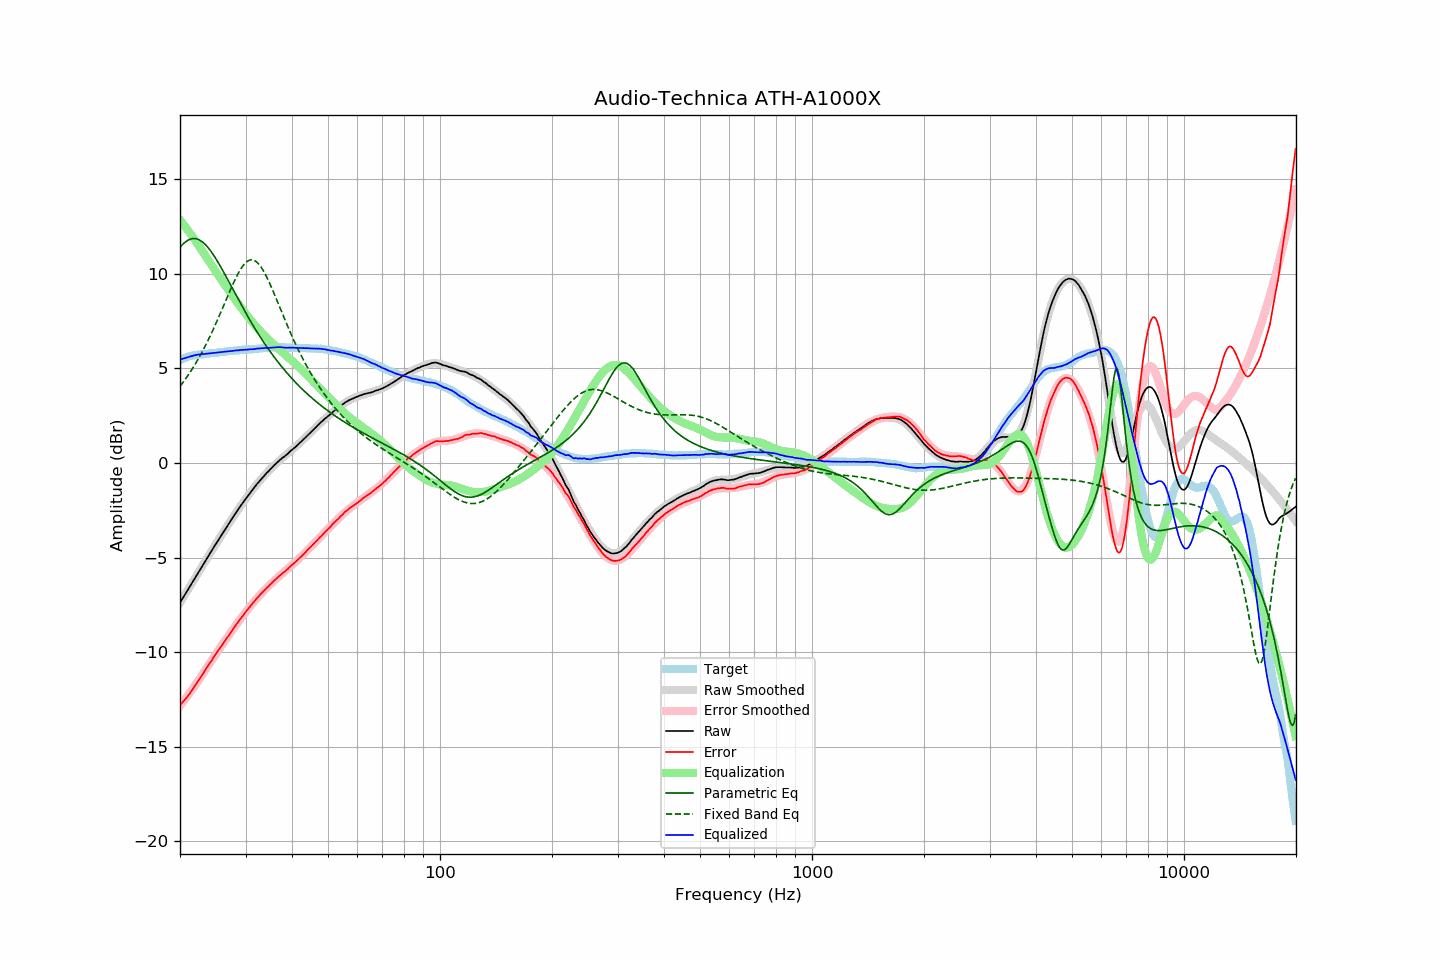 Audio-Technica ATH-A1000X
Amplitude (dBr)
15
10
5
0
−5
−10
−15
−20
100
1000
10000
Frequency (Hz)
Target
Raw Smoothed
Error Smoothed
Raw
Error
Equalization
Parametric Eq
Fixed Band Eq
Equalized